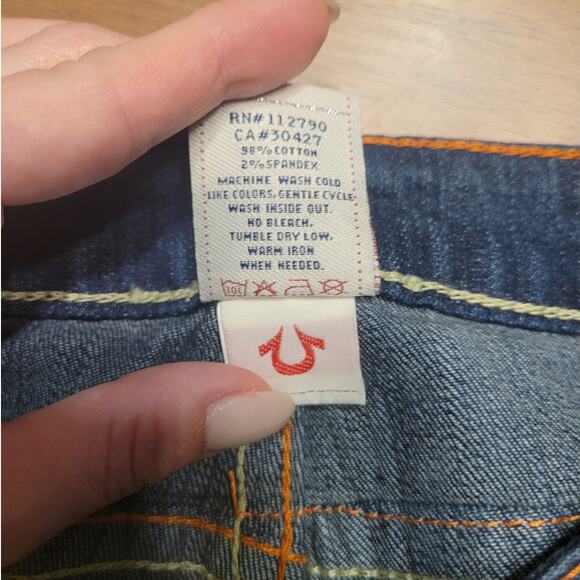 RN# 112790
CA#30427
98% COTTON
2% SPANDEX
MACHINE WASH COLD
LIKE COLORS, GENTLE CYCLE
WASH INSIDE OUT.
NO BLEACH,
TUMBLE DRY LOW,
WARM IRON
WHEN NEEDED.